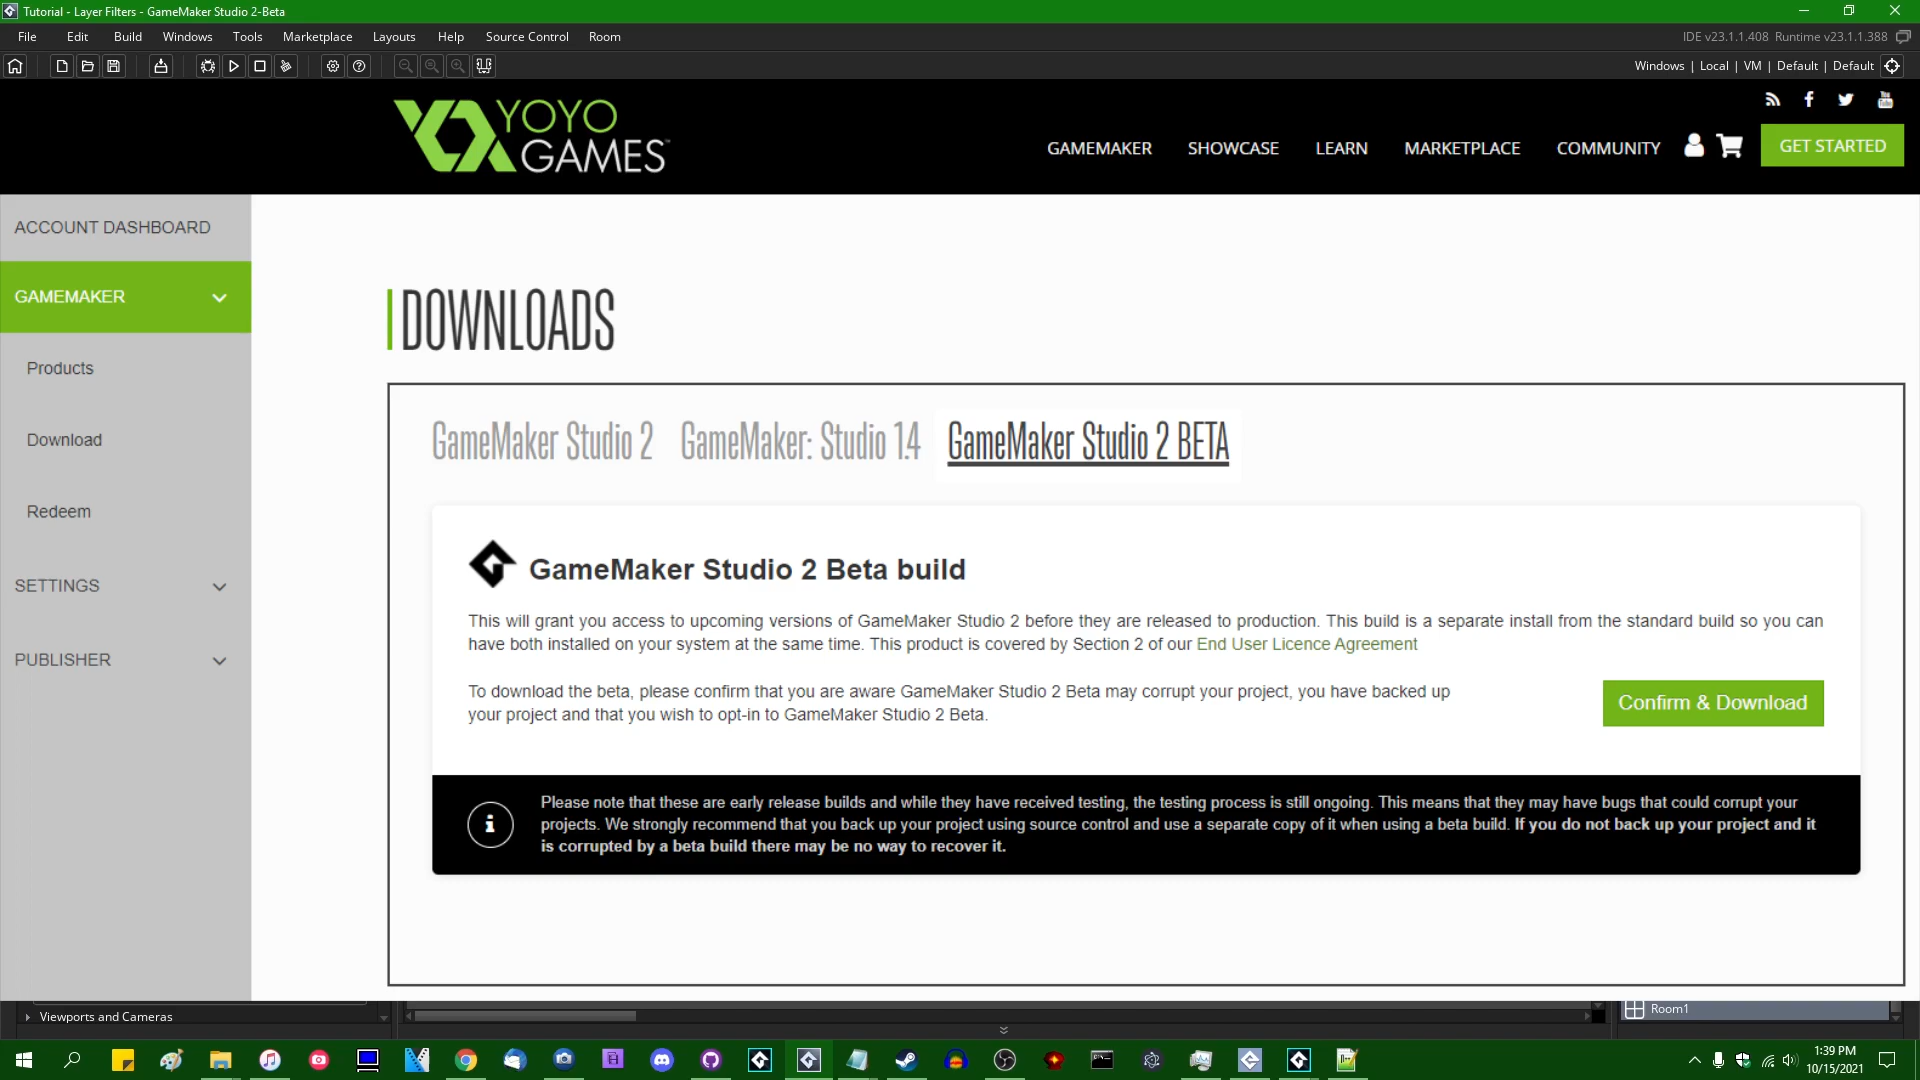 Tutorial - Layer Filters - GameMaker Studio 2-Beta
File Edit Build Windows Tools Marketplace Layouts Help Source Control Room
IDE v23.1.1.408 Runtime v23.1.1.388
Windows | Local | VM | Default | Default
YOYO
GAMES
GAMEMAKER SHOWCASE LEARN MARKETPLACE COMMUNITY
GET STARTED
ACCOUNT DASHBOARD
GAMEMAKER
Products
Download
Redeem
SETTINGS
PUBLISHER
DOWNLOADS
GameMaker Studio 2 GameMaker: Studio 1.4 GameMaker Studio 2 BETA
GameMaker Studio 2 Beta build
This will grant you access to upcoming versions of GameMaker Studio 2 before they are released to production. This build is a separate install from the standard build so you can
have both installed on your system at the same time. This product is covered by Section 2 of our End User Licence Agreement
To download the beta, please confirm that you are aware GameMaker Studio 2 Beta may corrupt your project, you have backed up
your project and that you wish to opt-in to GameMaker Studio 2 Beta.
Confirm & Download
Please note that these are early release builds and while they have received testing, the testing process is still ongoing. This means that they may have bugs that could corrupt your
projects. We strongly recommend that you back up your project using source control and use a separate copy of it when using a beta build. If you do not back up your project and it
is corrupted by a beta build there may be no way to recover it.
Viewports and Cameras
Room1
1:39 PM
10/15/2021